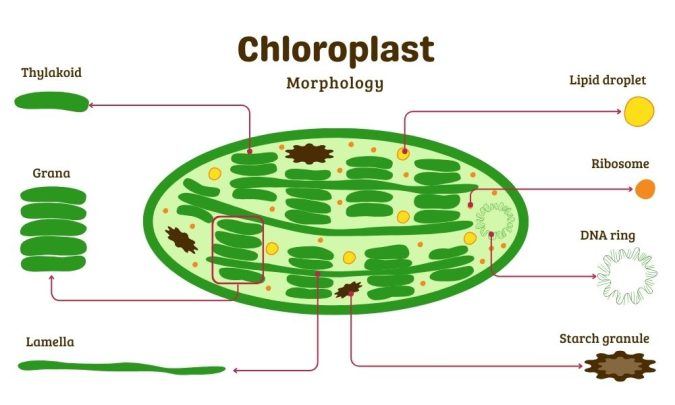 Chloroplast
Morphology
Thylakoid
Lipid droplet
Grana
Ribosome
DNA ring
Lamella
Starch granule